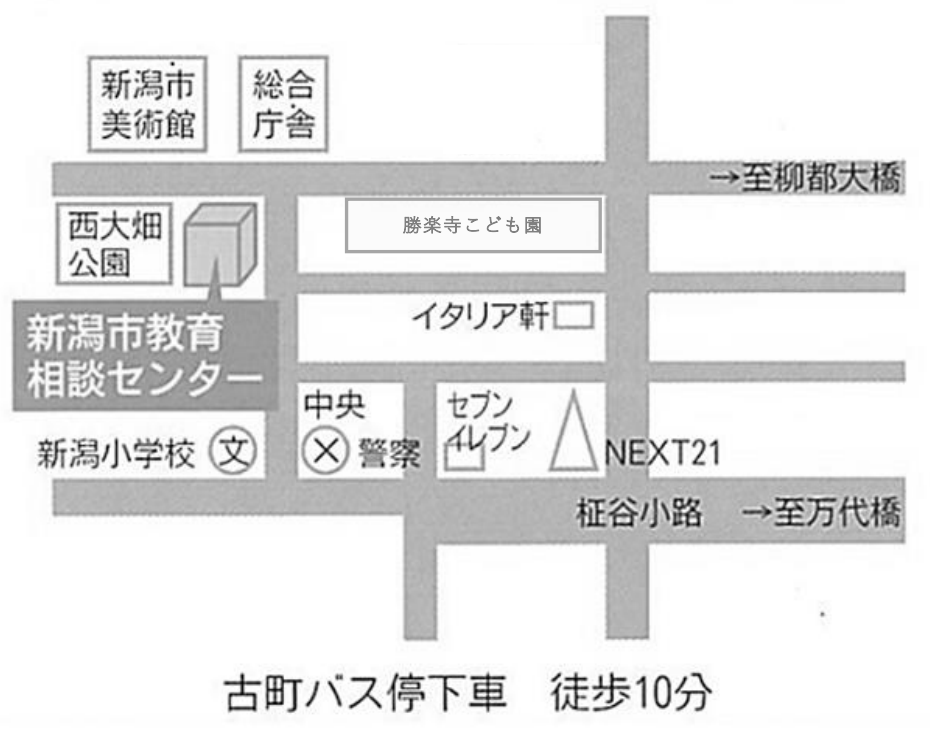 新潟市
美術館
総合
庁舎
→至柳都大橋
西大畑
公園
勝楽寺こども園
イタリア軒
新潟市教育
相談センター
中央
警察
セブン
イレブン
新潟小学校
文
NEXT21
柾谷小路 →至万代橋
古町バス停下車 徒歩10分